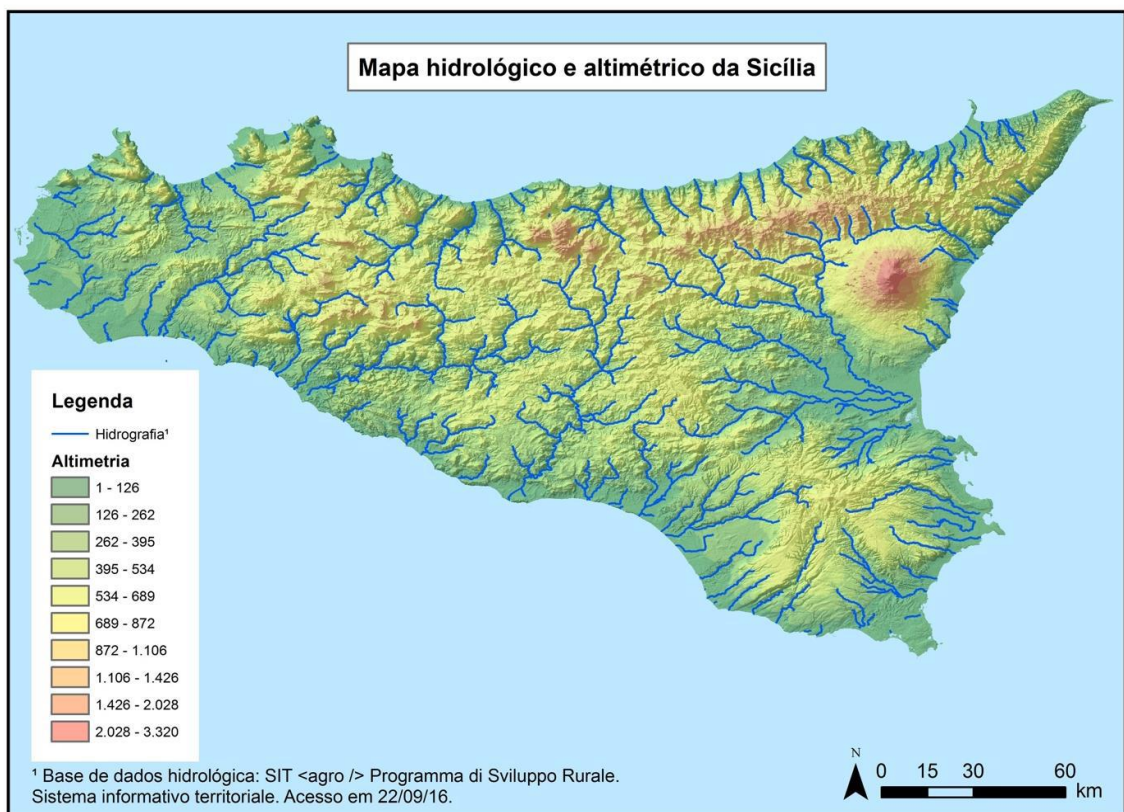 Mapa hidrológico e altimétrico da Sicília
Legenda
Hidrografia¹
Altimetria
1 - 126
126 - 262
262 - 395
395 - 534
534 - 689
689 - 872
872 - 1.106
1.106 - 1.426
1.426 - 2.028
2.028 - 3.320
¹ Base de dados hidrológica: SIT <agro /> Programma di Sviluppo Rurale.
Sistema informativo territoriale. Acesso em 22/09/16.
N
0 15 30 60
km